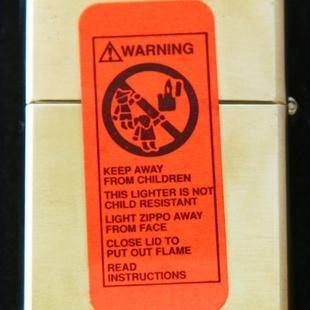 WARNING
KEEP AWAY
FROM CHILDREN
THIS LIGHTER IS NOT
CHILD RESISTANT
LIGHT ZIPPO AWAY
FROM FACE
CLOSE LID TO
PUT OUT FLAME
READ
INSTRUCTIONS